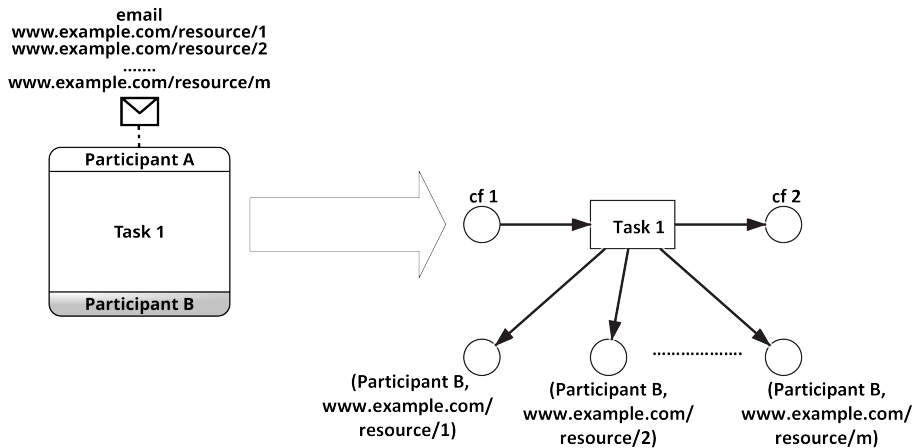 email
www.example.com/resource/1
www.example.com/resource/2
.......
www.example.com/resource/m
Participant A
Task 1
Participant B
cf 1
Task 1
cf 2
...................
(Participant B,
www.example.com/
resource/1)
(Participant B,
www.example.com/
resource/2)
(Participant B,
www.example.com/
resource/m)